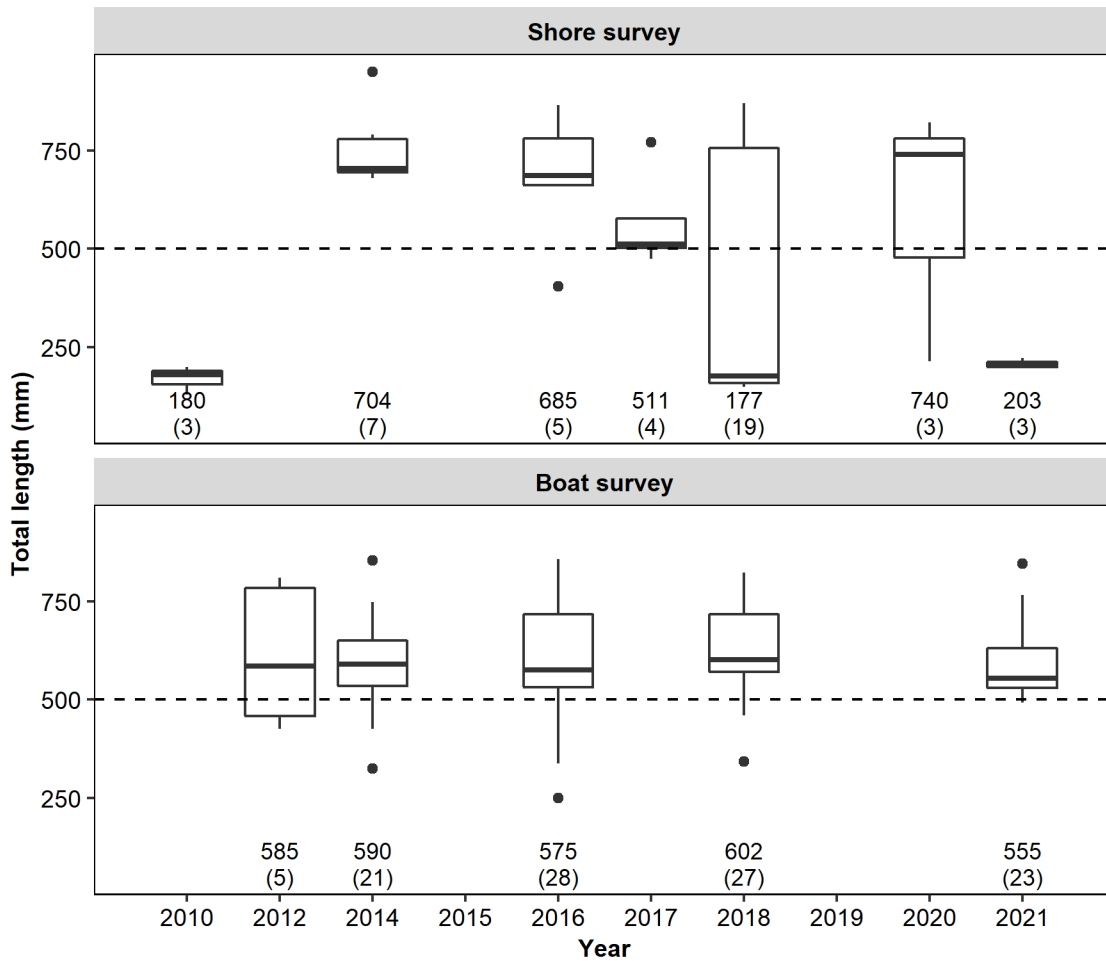 Shore survey
Total length (mm)
750
500
250
180 704 685 511 177 740 203
(3) (7) (5) (4) (19) (3) (3)
Boat survey
750
500
250
585 590 575 602 555
(5) (21) (28) (27) (23)
2010 2012 2014 2015 2016 2017 2018 2019 2020 2021
Year